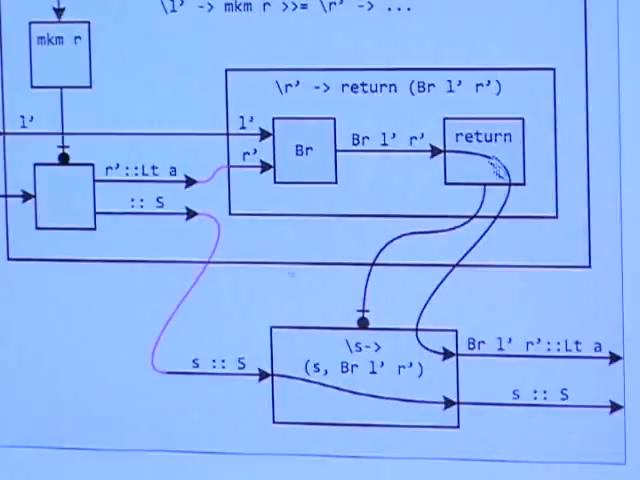 \l' -> mkm r >>= \r' -> ...
mkm r
\r' -> return (Br l' r')
l'
l'
Br
Br l' r'
return
r'::Lt a
r'
:: S
\s->
(s, Br l' r')
Br l' r'::Lt a
s :: S
s :: S